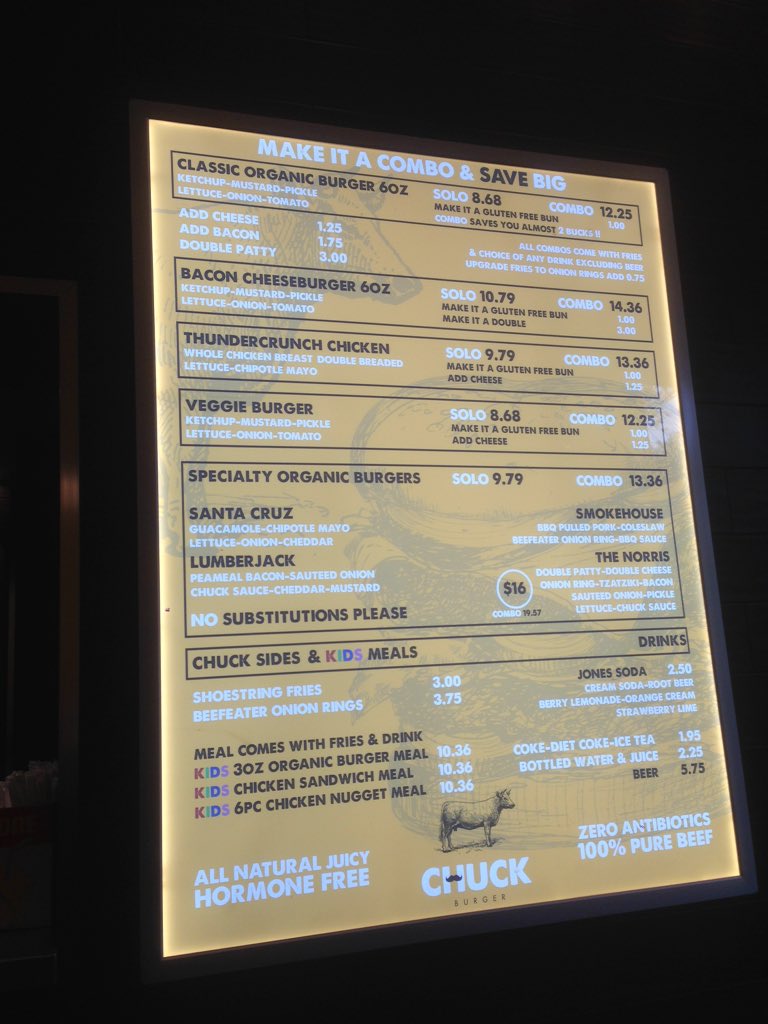 MAKE IT A COMBO & SAVE BIG
CLASSIC ORGANIC BURGER 6OZ SOLO 8.68 COMBO 12.25
KETCHUP-MUSTARD-PICKLE MAKE IT A GLUTEN FREE BUN 1.00
LETTUCE-ONION-TOMATO COMBO SAVES YOU ALMOST 2 BUCKS !!
ADD CHEESE 1.25
ADD BACON 1.75
DOUBLE PATTY 3.00
ALL COMBOS COME WITH FRIES
& CHOICE OF ANY DRINK EXCLUDING BEER
UPGRADE FRIES TO ONION RINGS ADD 0.75
BACON CHEESEBURGER 6OZ SOLO 10.79 COMBO 14.36
KETCHUP-MUSTARD-PICKLE MAKE IT A GLUTEN FREE BUN 1.00
LETTUCE-ONION-TOMATO MAKE IT A DOUBLE 3.00
THUNDERCRUNCH CHICKEN SOLO 9.79 COMBO 13.36
WHOLE CHICKEN BREAST DOUBLE BREADED MAKE IT A GLUTEN FREE BUN 1.00
LETTUCE-CHIPOTLE MAYO ADD CHEESE 1.25
VEGGIE BURGER SOLO 8.68 COMBO 12.25
KETCHUP-MUSTARD-PICKLE MAKE IT A GLUTEN FREE BUN 1.00
LETTUCE-ONION-TOMATO ADD CHEESE 1.25
SPECIALTY ORGANIC BURGERS SOLO 9.79 COMBO 13.36
SANTA CRUZ
GUACAMOLE-CHIPOTLE MAYO
LETTUCE-ONION-CHEDDAR
SMOKEHOUSE
BBQ PULLED PORK-COLESLAW
BEEFEATER ONION RING-BBQ SAUCE
LUMBERJACK
PEAMEAL BACON-SAUTEED ONION
CHUCK SAUCE-CHEDDAR-MUSTARD
THE NORRIS
DOUBLE PATTY-DOUBLE CHEESE
ONION RING-TZATZIKI-BACON
SAUTEED ONION-PICKLE
LETTUCE-CHUCK SAUCE
$16
COMBO 19.57
NO SUBSTITUTIONS PLEASE
CHUCK SIDES & KIDS MEALS
DRINKS
SHOESTRING FRIES 3.00
BEEFEATER ONION RINGS 3.75
JONES SODA 2.50
CREAM SODA-ROOT BEER
BERRY LEMONADE-ORANGE CREAM
STRAWBERRY LIME
MEAL COMES WITH FRIES & DRINK
KIDS 3OZ ORGANIC BURGER MEAL 10.36
KIDS CHICKEN SANDWICH MEAL 10.36
KIDS 6PC CHICKEN NUGGET MEAL 10.36
COKE-DIET COKE-ICE TEA 1.95
BOTTLED WATER & JUICE 2.25
BEER 5.75
ALL NATURAL JUICY
HORMONE FREE
CHUCK
BURGER
ZERO ANTIBIOTICS
100% PURE BEEF